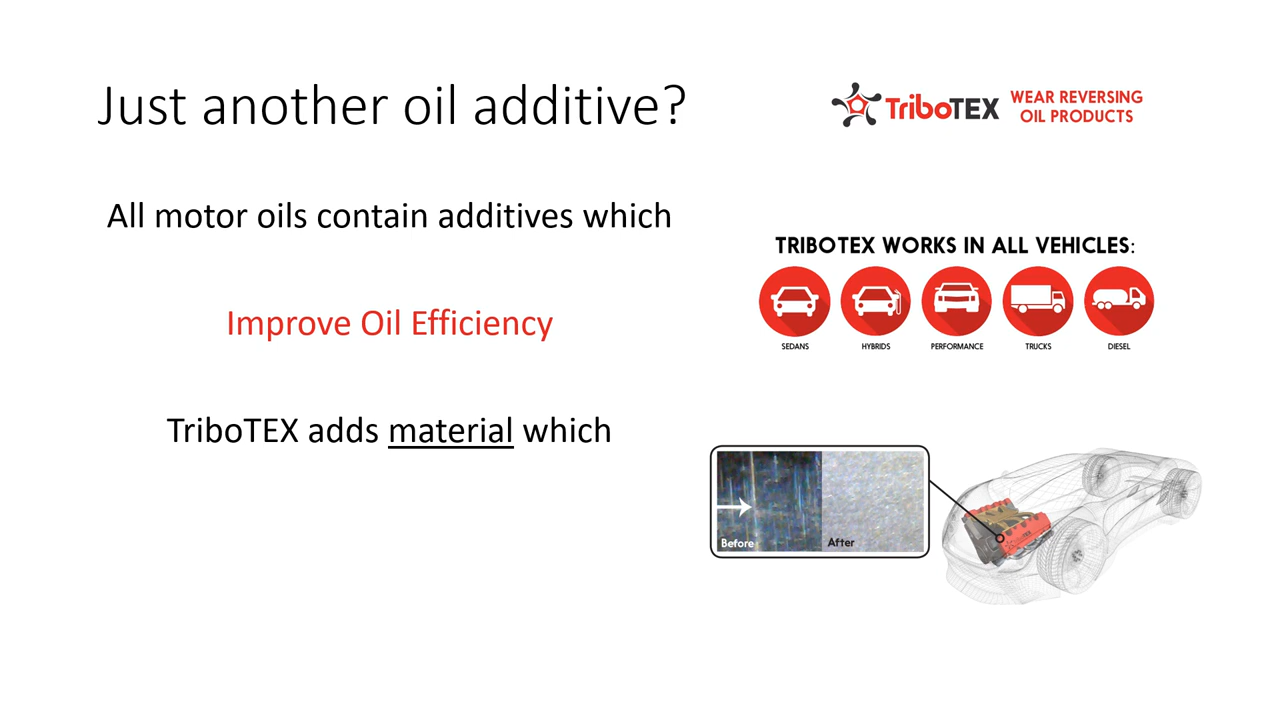 Just another oil additive?
TriboTEX
WEAR REVERSING
OIL PRODUCTS
All motor oils contain additives which
Improve Oil Efficiency
TriboTEX adds material which
TRIBOTEX WORKS IN ALL VEHICLES:
SEDANS
HYBRIDS
PERFORMANCE
TRUCKS
DIESEL
Before
After